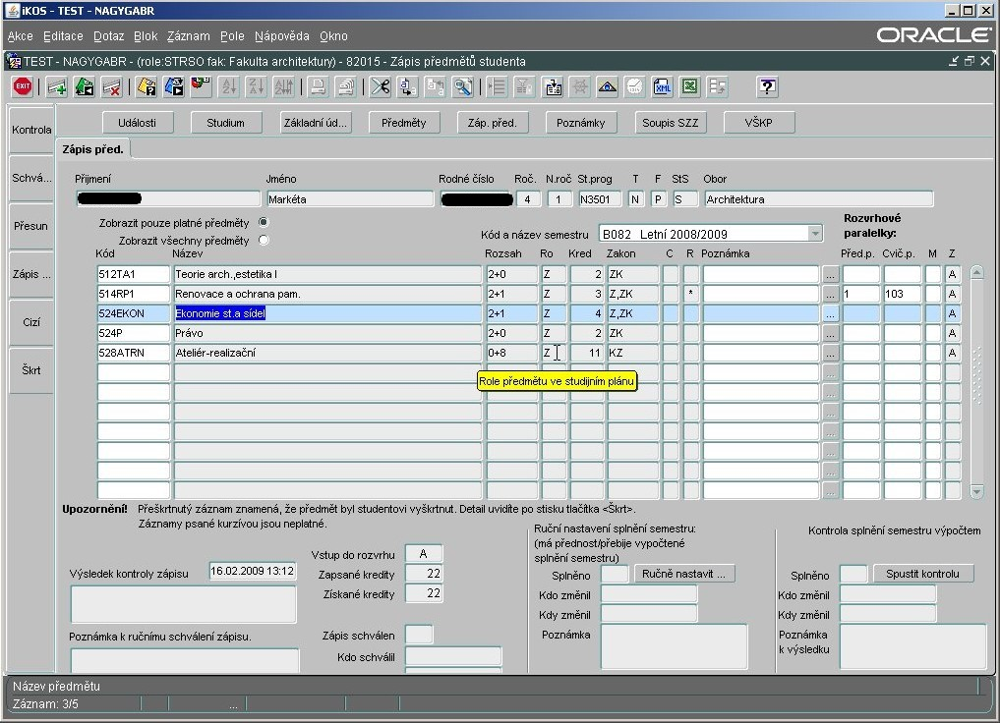 iKOS - TEST - NAGYGABR
Akce Editace Dotaz Blok Záznam Pole Nápověda Okno
ORACLE
TEST - NAGYGABR - (role:STRSO fak: Fakulta architektury) - 82015 - Zápis předmětů studenta
EXIT XML ?
Kontrola Události Studium Základní úd... Předměty Záp. před. Poznámky Soupis SZZ VŠKP
Zápis před.
Schvá...
Přesun
Zápis ...
Cizí
Škrt
Příjmení Jméno Rodné číslo Roč. N.roč St.prog T F StS Obor
Markéta 4 1 N3501 N P S Architektura
Zobrazit pouze platné předměty
Zobrazit všechny předměty
Kód a název semestru B082 Letní 2008/2009
Rozvrhové
paralelky:
Kód Název Rozsah Ro Kred Zakon C R Poznámka Před.p. Cvič.p. M Z
512TA1 Teorie arch.,estetika I 2+0 Z 2 ZK ... A
514RP1 Renovace a ochrana pam. 2+1 Z 3 Z,ZK * ... 1 103 A
524EKON Ekonomie st.a sídel 2+1 Z 4 Z,ZK ... A
524P Právo 2+0 Z 2 ZK ... A
528ATRN Ateliér-realizační 0+8 Z 11 KZ ... A
Role předmětu ve studijním plánu
Upozornění! Přeškrtnutý záznam znamená, že předmět byl studentovi vyškrtnut. Detail uvidíte po stisku tlačítka <Škrt>.
Záznamy psané kurzívou jsou neplatné.
Výsledek kontroly zápisu 16.02.2009 13:12
Poznámka k ručnímu schválení zápisu.
Vstup do rozvrhu A
Zapsané kredity 22
Získané kredity 22
Zápis schválen
Kdo schválil
Ruční nastavení splnění semestru:
(má přednost/přebije vypočtené
splnění semestru)
Splněno Ručně nastavit ...
Kdo změnil
Kdy změnil
Poznámka
Kontrola splnění semestru výpočtem
Splněno Spustit kontrolu
Kdo změnil
Kdy změnil
Poznámka
k výsledku
Název předmětu
Záznam: 3/5 ...